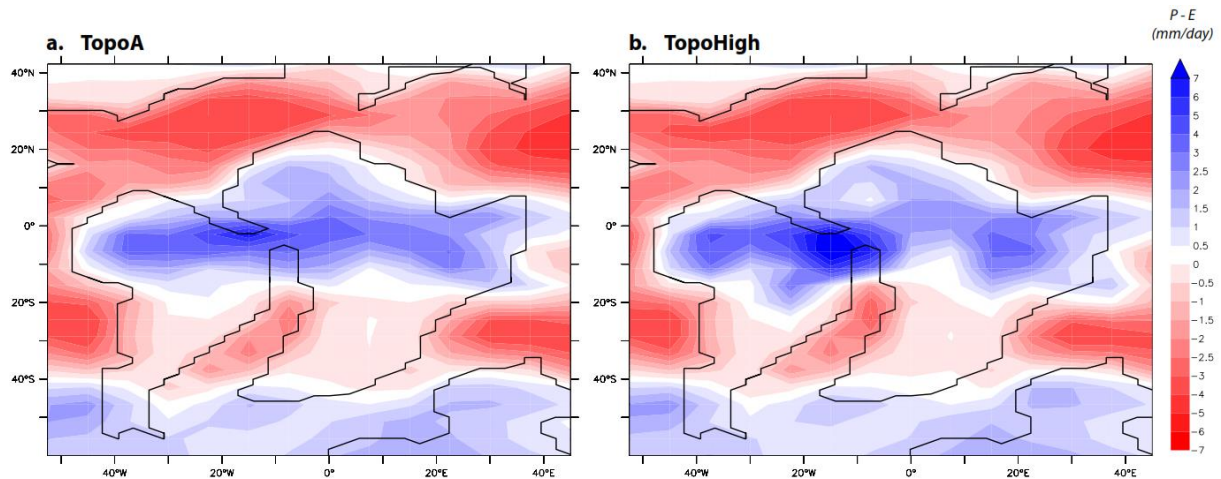 a. TopoA
b. TopoHigh
P - E
(mm/day)
40°N
20°N
0°
20°S
40°S
40°W
20°W
0°
20°E
40°E
40°N
20°N
0°
20°S
40°S
40°W
20°W
0°
20°E
40°E
7
6
5
4
3
2.5
2
1.5
1
0.5
0
−0.5
−1
−1.5
−2
−2.5
−3
−4
−5
−6
−7